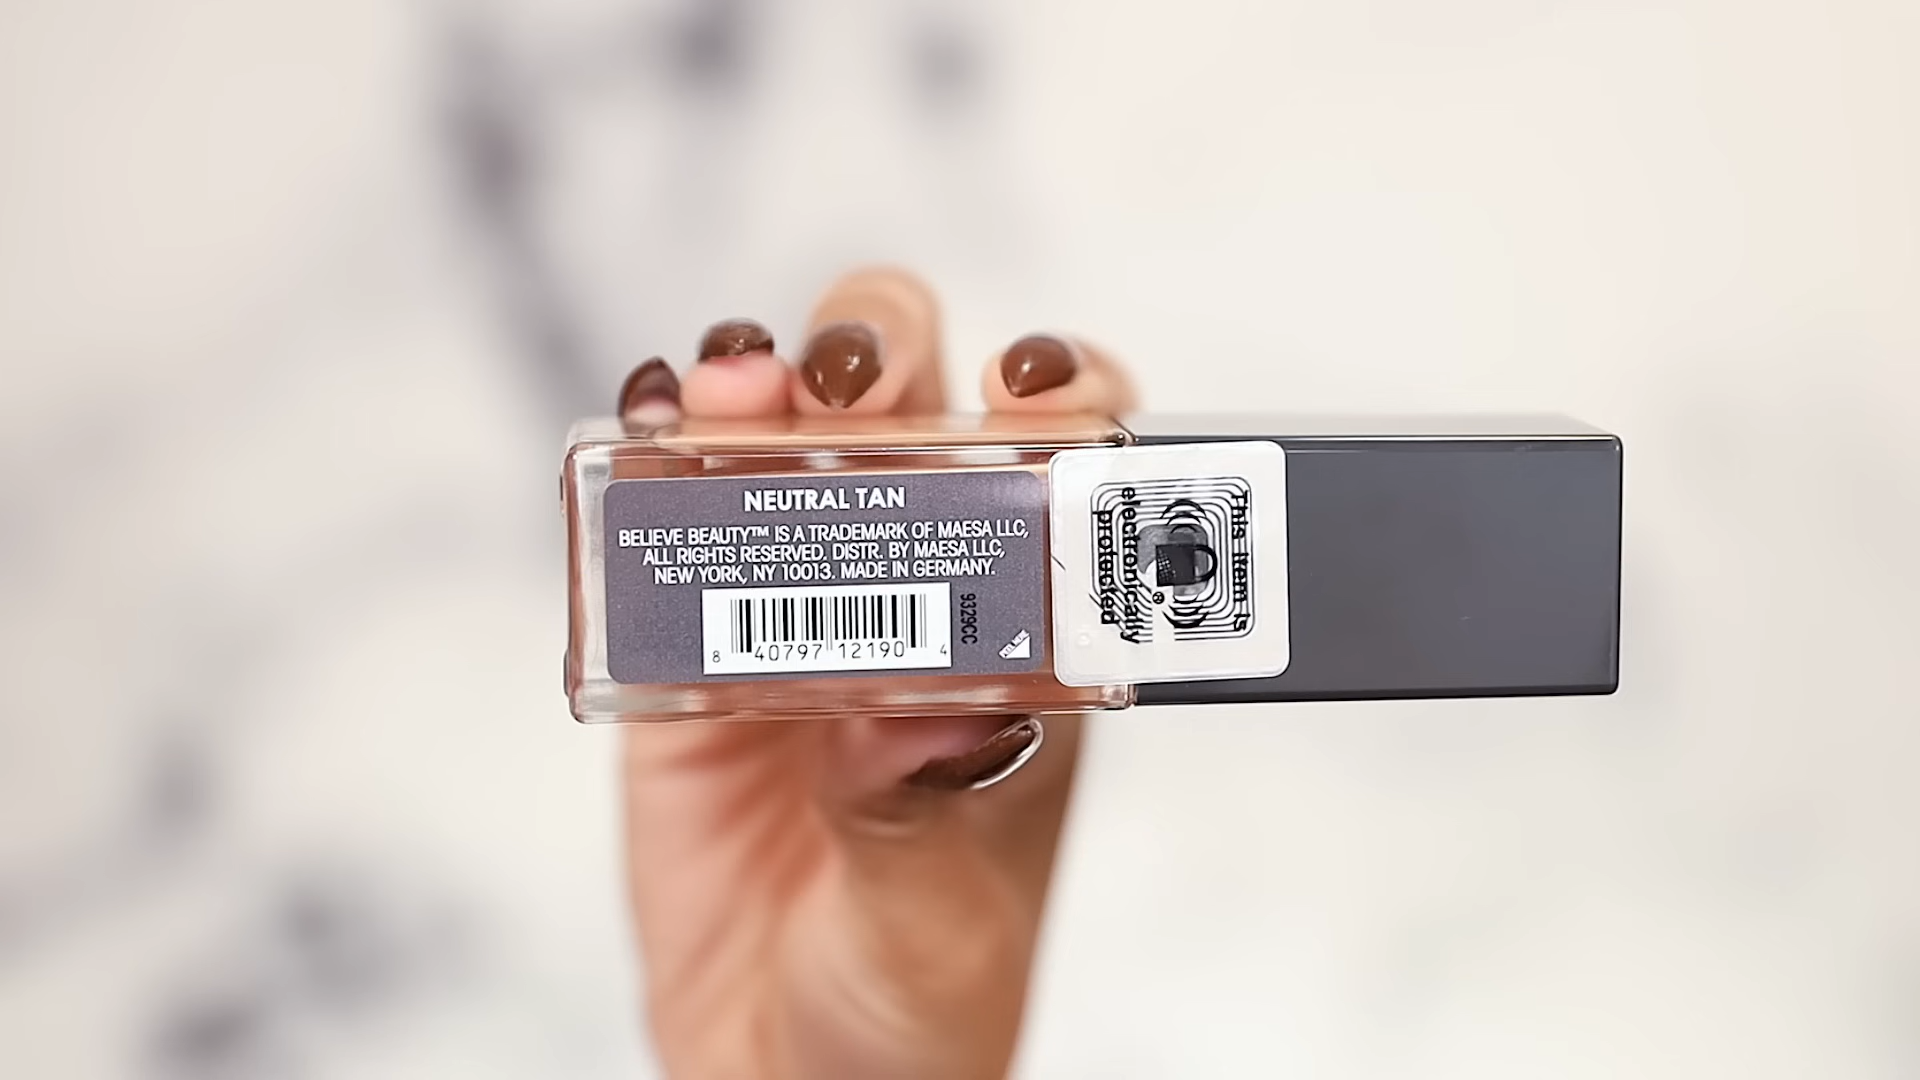 NEUTRAL TAN
BELIEVE BEAUTY™ IS A TRADEMARK OF MAESA LLC,
ALL RIGHTS RESERVED. DISTR. BY MAESA LLC,
NEW YORK, NY 10013. MADE IN GERMANY.
8 40797 12190 4
9329CC
This item is
electronically
protected
®